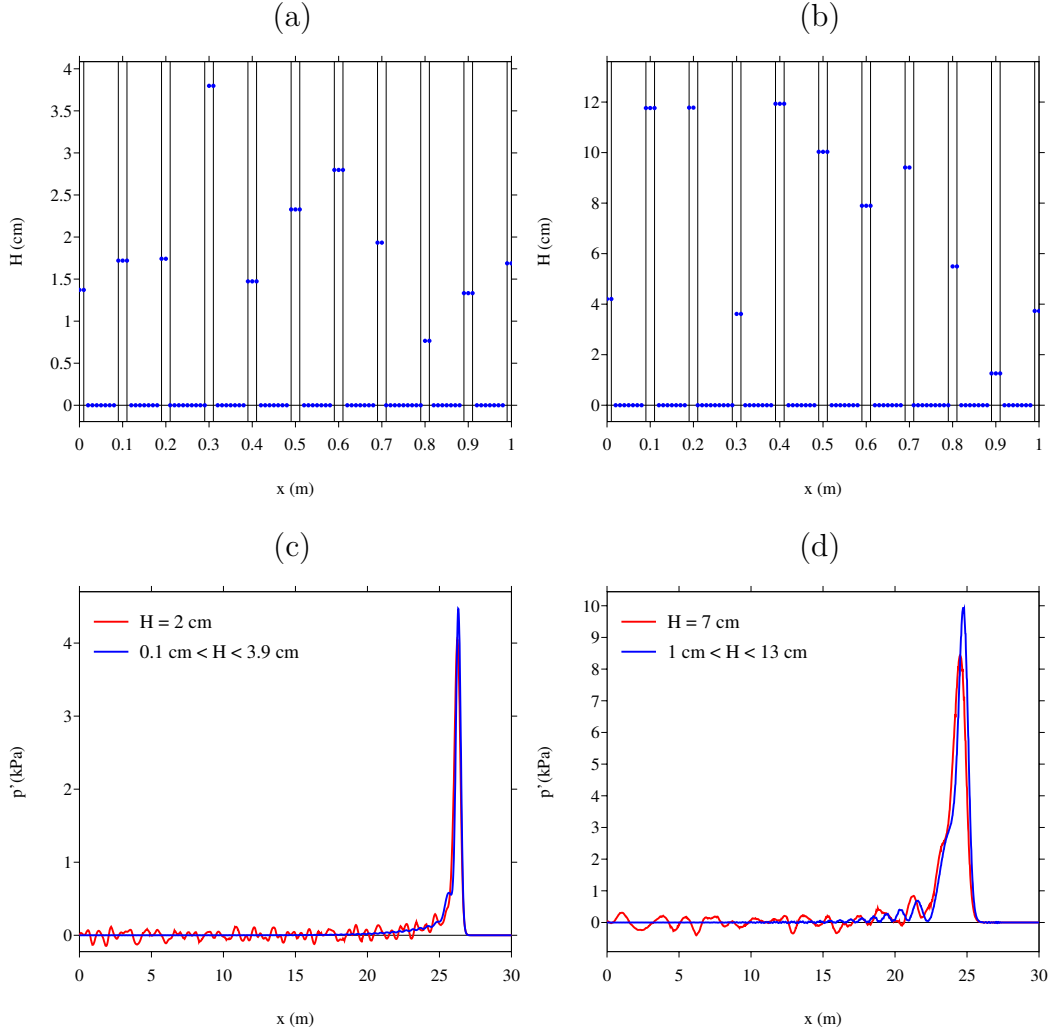 (a)
4
3.5
3
2.5
2
1.5
1
0.5
0
H (cm)
0 0.1 0.2 0.3 0.4 0.5 0.6 0.7 0.8 0.9 1
x (m)
(b)
12
10
8
6
4
2
0
H (cm)
0 0.1 0.2 0.3 0.4 0.5 0.6 0.7 0.8 0.9 1
x (m)
(c)
H = 2 cm
0.1 cm < H < 3.9 cm
4
3
2
1
0
p' (kPa)
0 5 10 15 20 25 30
x (m)
(d)
H = 7 cm
1 cm < H < 13 cm
10
9
8
7
6
5
4
3
2
1
0
p' (kPa)
0 5 10 15 20 25 30
x (m)